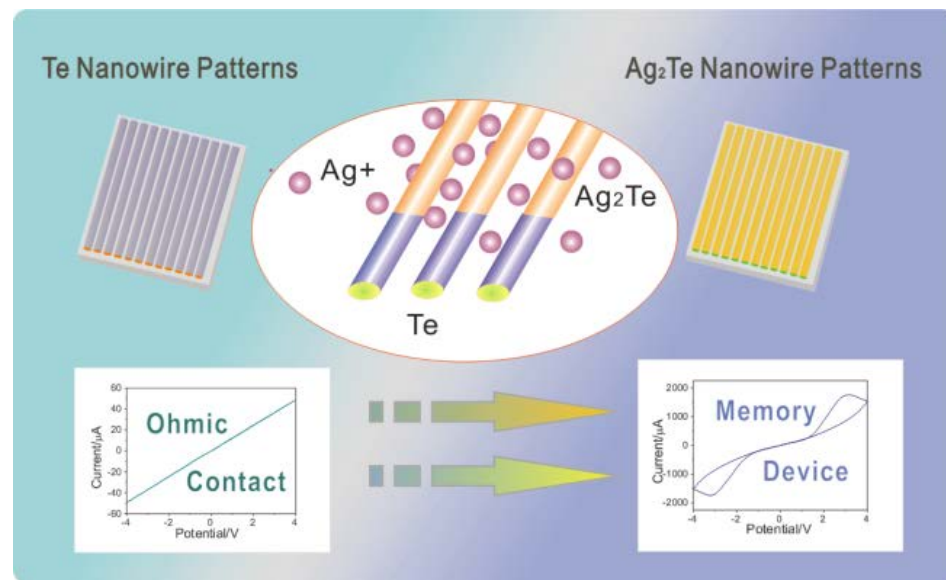 Te Nanowire Patterns
Ag₂Te Nanowire Patterns
Ag+
Ag₂Te
Te
60
40
20
0
-20
-40
-60
Current/µA
Ohmic
Contact
-4
-2
0
2
4
Potential/V
2000
1000
0
-1000
-2000
Current/µA
Memory
Device
-4
-2
0
2
4
Potential/V